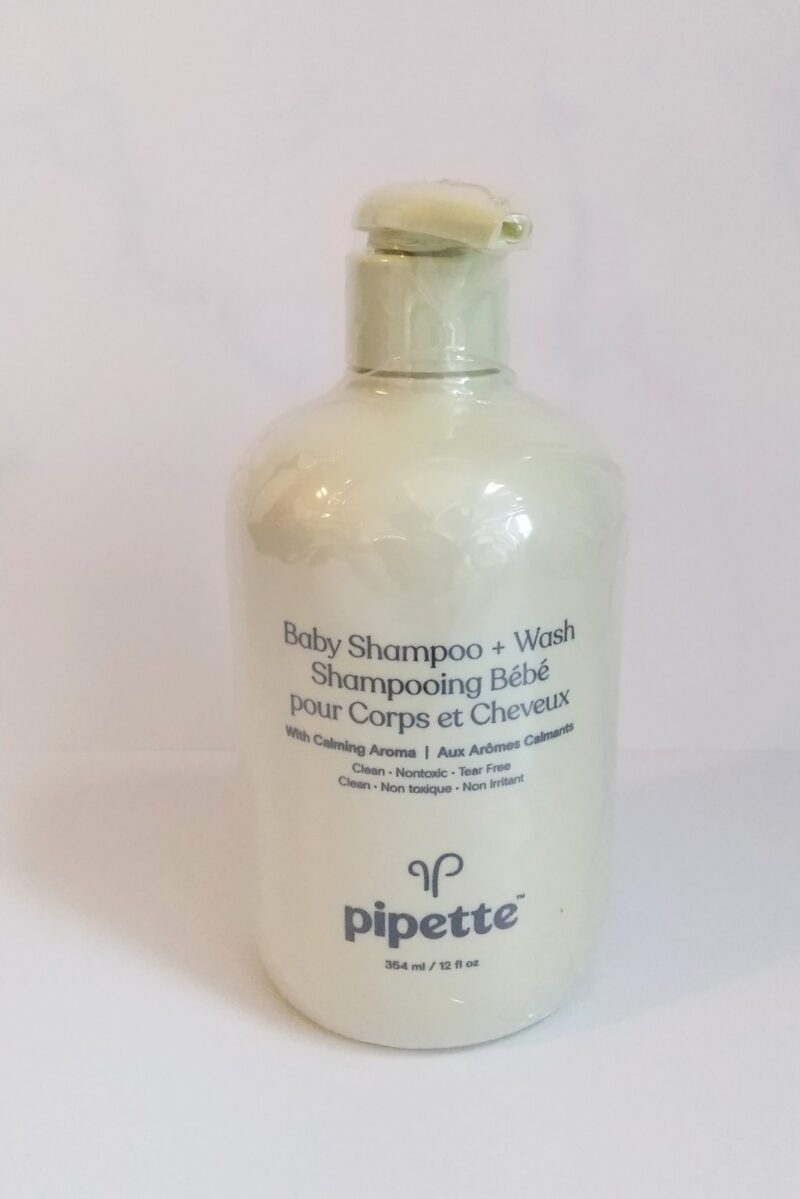 Baby Shampoo + Wash
Shampooing Bébé
pour Corps et Cheveux
With Calming Aroma | Aux Arômes Calmants
Clean · Nontoxic · Tear Free
Clean · Non toxique · Non Irritant
pipette™
354 ml / 12 fl oz